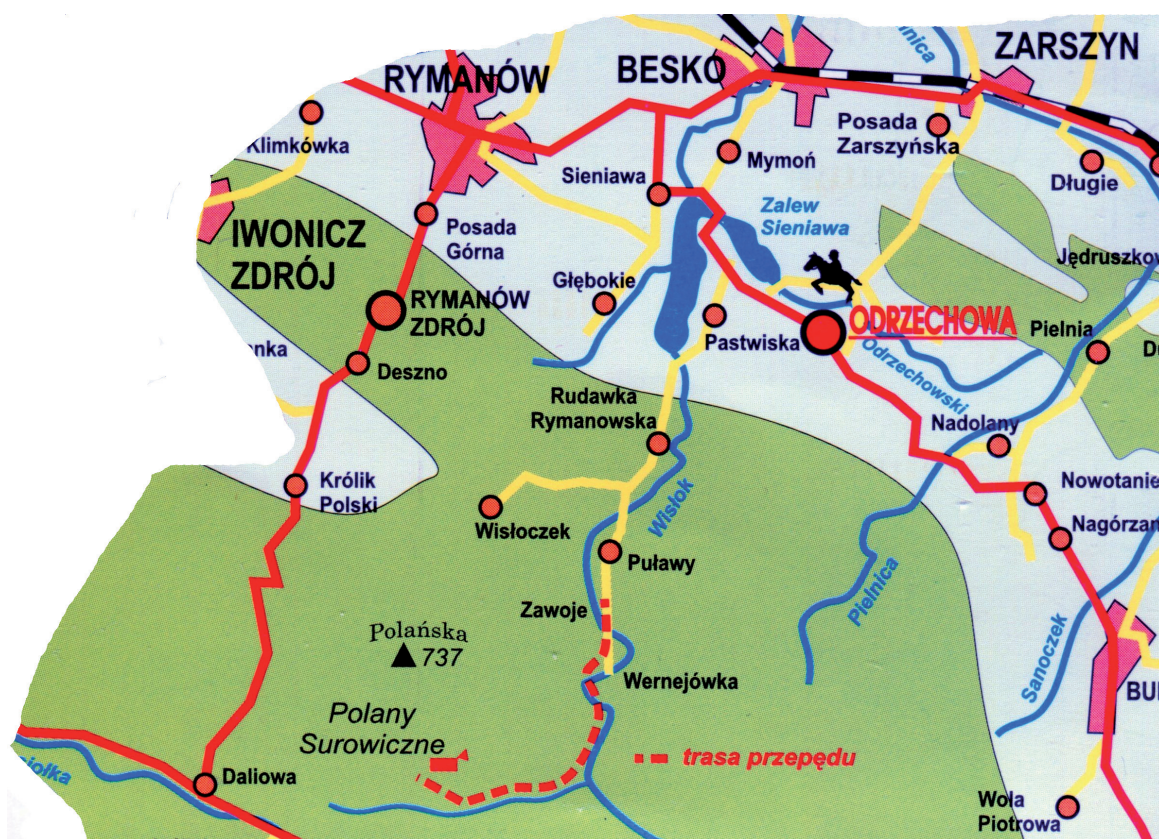 RYMANÓW
BESKO
ZARSZYN
Klimkówka
Sieniawa
Mymoń
Posada
Zarszyńska
Długie
IWONICZ
ZDRÓJ
Posada
Górna
Zalew
Sieniawa
Jędruszkow
Głębokie
RYMANÓW
ZDRÓJ
Pastwiska
ODRZECHOWA
Pielnia
Deszno
Odrzechowski
Rudawka
Rymanowska
Nadolany
Królik
Polski
Wisłoczek
Wisłok
Nowotanie
Nagórzan
Puławy
Pielnica
Zawoje
Polańska
737
Wernejówka
Sanoczek
Polany
Surowiczne
trasa przepędu
Daliowa
Wola
Piotrowa